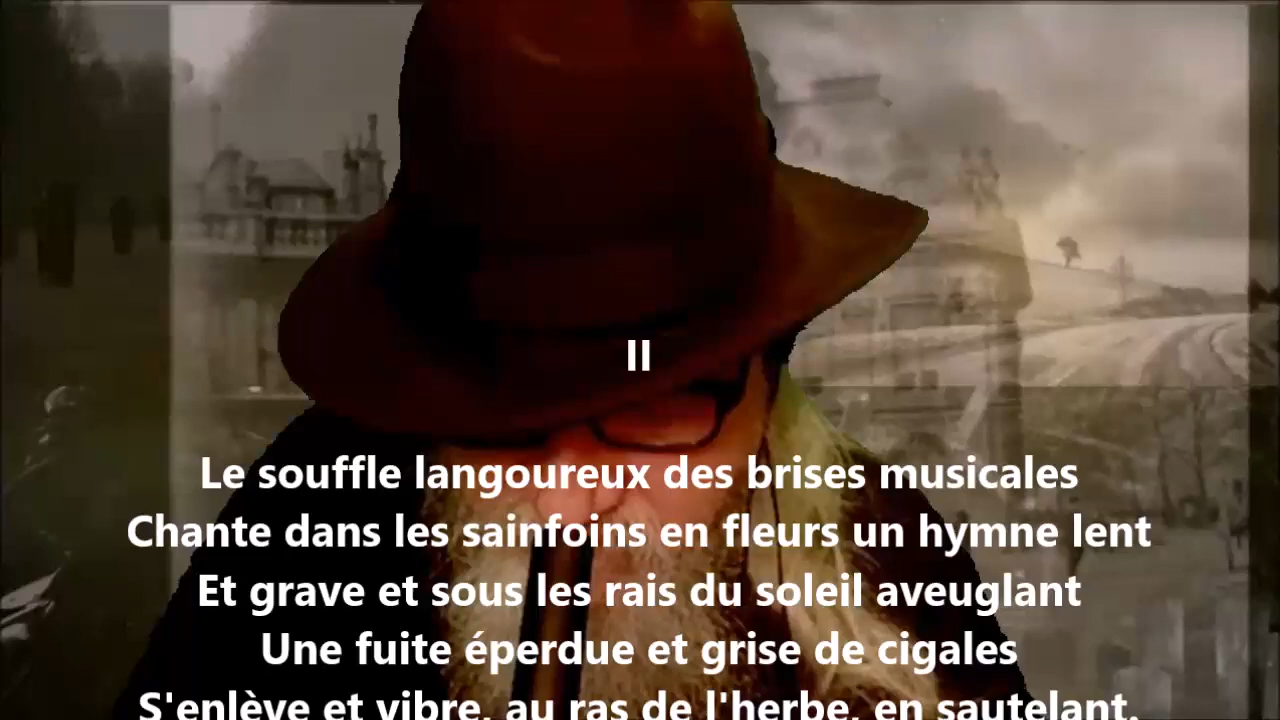 II
Le souffle langoureux des brises musicales
Chante dans les sainfoins en fleurs un hymne lent
Et grave et sous les rais du soleil aveuglant
Une fuite éperdue et grise de cigales
S'enlève et vibre, au ras de l'herbe, en sautelant.